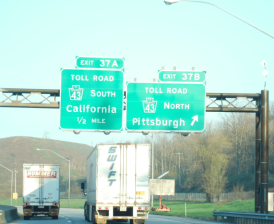 EXIT 37A
TOLL ROAD
43 SOUTH
California
1/2 MILE
EXIT 37B
TOLL ROAD
43 NORTH
Pittsburgh
SWIFT